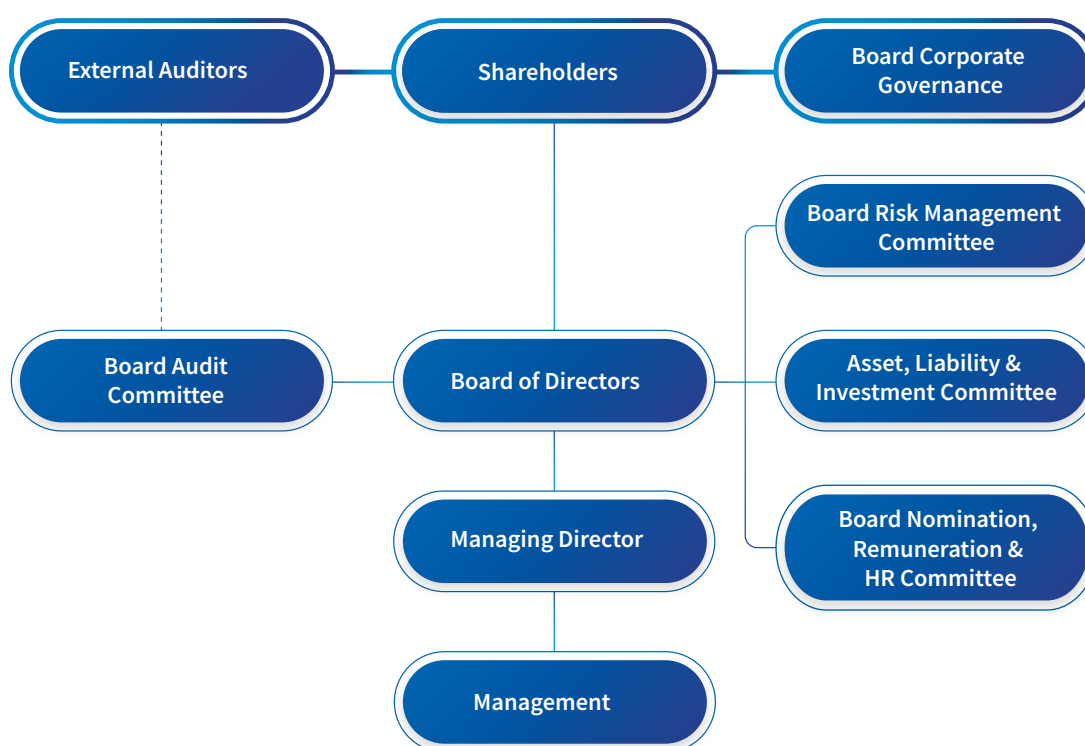 External Auditors
Shareholders
Board Corporate
Governance
Board Risk Management
Committee
Board Audit
Committee
Board of Directors
Asset, Liability &
Investment Committee
Managing Director
Board Nomination,
Remuneration &
HR Committee
Management